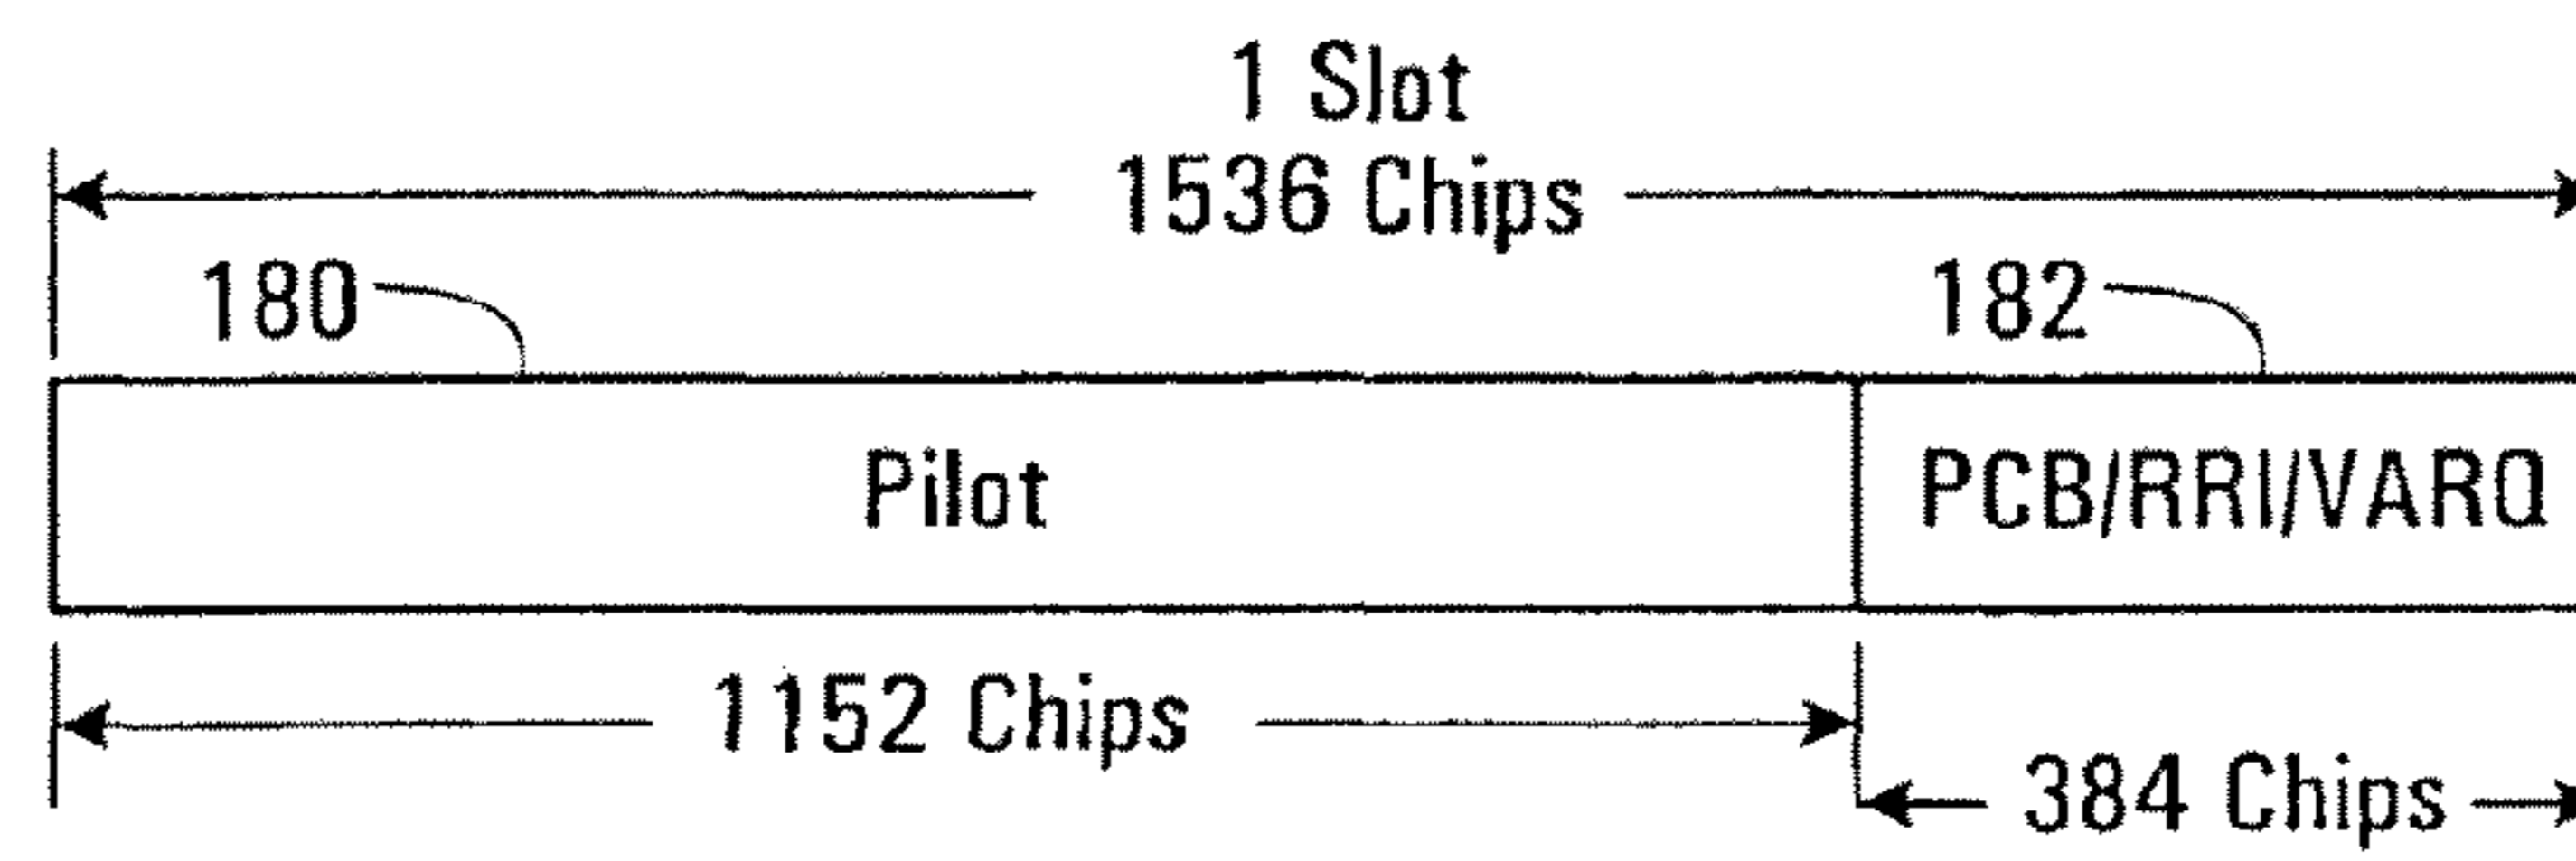 1 Slot
1536 Chips
180
182
Pilot
PCB/RRI/VARQ
1152 Chips
384 Chips